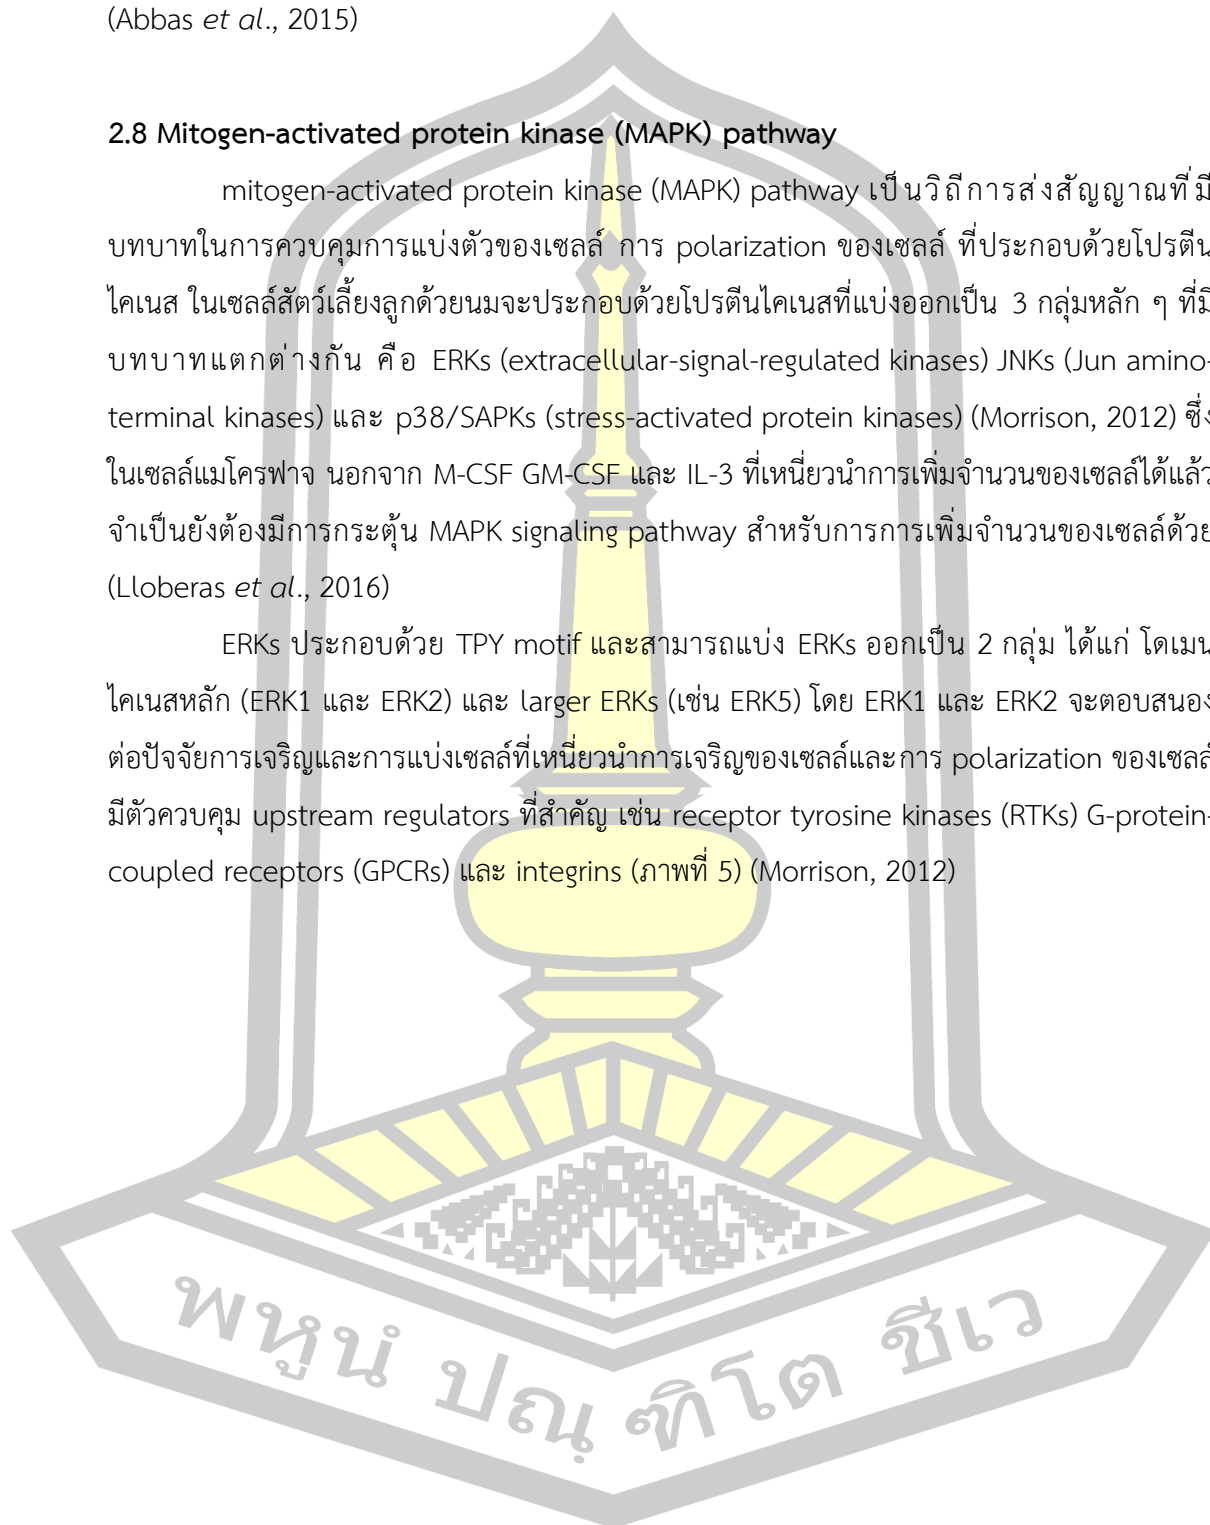 (Abbas et al., 2015)
2.8 Mitogen-activated protein kinase (MAPK) pathway
mitogen-activated protein kinase (MAPK) pathway เป็นวิถีการส่งสัญญาณที่มี
บทบาทในการควบคุมการแบ่งตัวของเซลล์ การ polarization ของเซลล์ ที่ประกอบด้วยโปรตีน
ไคเนส ในเซลล์สัตว์เลี้ยงลูกด้วยนมจะประกอบด้วยโปรตีนไคเนสที่แบ่งออกเป็น 3 กลุ่มหลัก ๆ ที่มี
บทบาทแตกต่างกัน คือ ERKs (extracellular-signal-regulated kinases) JNKs (Jun amino-
terminal kinases) และ p38/SAPKs (stress-activated protein kinases) (Morrison, 2012) ซึ่ง
ในเซลล์แมโครฟาจ นอกจาก M-CSF GM-CSF และ IL-3 ที่เหนี่ยวนำการเพิ่มจำนวนของเซลล์ได้แล้ว
จำเป็นยังต้องมีการกระตุ้น MAPK signaling pathway สำหรับการการเพิ่มจำนวนของเซลล์ด้วย
(Lloberas et al., 2016)
ERKs ประกอบด้วย TPY motif และสามารถแบ่ง ERKs ออกเป็น 2 กลุ่ม ได้แก่ โดเมน
ไคเนสหลัก (ERK1 และ ERK2) และ larger ERKs (เช่น ERK5) โดย ERK1 และ ERK2 จะตอบสนอง
ต่อปัจจัยการเจริญและการแบ่งเซลล์ที่เหนี่ยวนำการเจริญของเซลล์และการ polarization ของเซลล์
มีตัวควบคุม upstream regulators ที่สำคัญ เช่น receptor tyrosine kinases (RTKs) G-protein-
coupled receptors (GPCRs) และ integrins (ภาพที่ 5) (Morrison, 2012)
พหูนํ ปณฺฑิโต ชีเว